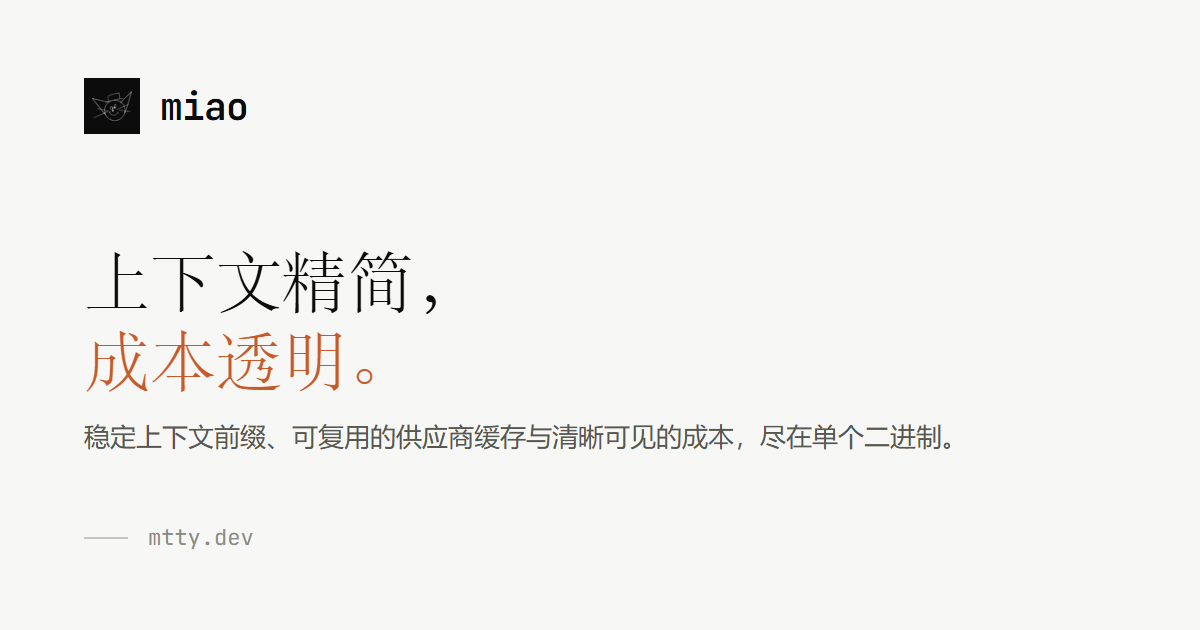 miao
上下文精简，
成本透明。
稳定上下文前缀、可复用的供应商缓存与清晰可见的成本，尽在单个二进制。
mtty.dev